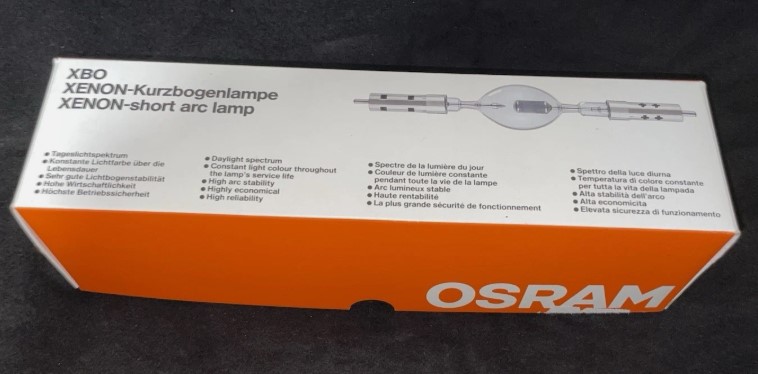 XBO
XENON-Kurzbogenlampe
XENON-short arc lamp
● Tageslichtspektrum
● Konstante Lichtfarbe über die
Lebensdauer
● Sehr gute Lichtbogenstabilität
● Hohe Wirtschaftlichkeit
● Höchste Betriebssicherheit
● Daylight spectrum
● Constant light colour throughout
the lamp's service life
● High arc stability
● Highly economical
● High reliability
● Spectre de la lumière du jour
● Couleur de lumière constante
pendant toute la vie de la lampe
● Arc lumineux stable
● Haute rentabilité
● La plus grande sécurité de fonctionnement
● Spettro della luce diurna
● Temperatura di colore constante
per tutta la vita della lampada
● Alta stabilità dell'arco
● Alta economicita
● Elevata sicurezza di funzionamento
OSRAM